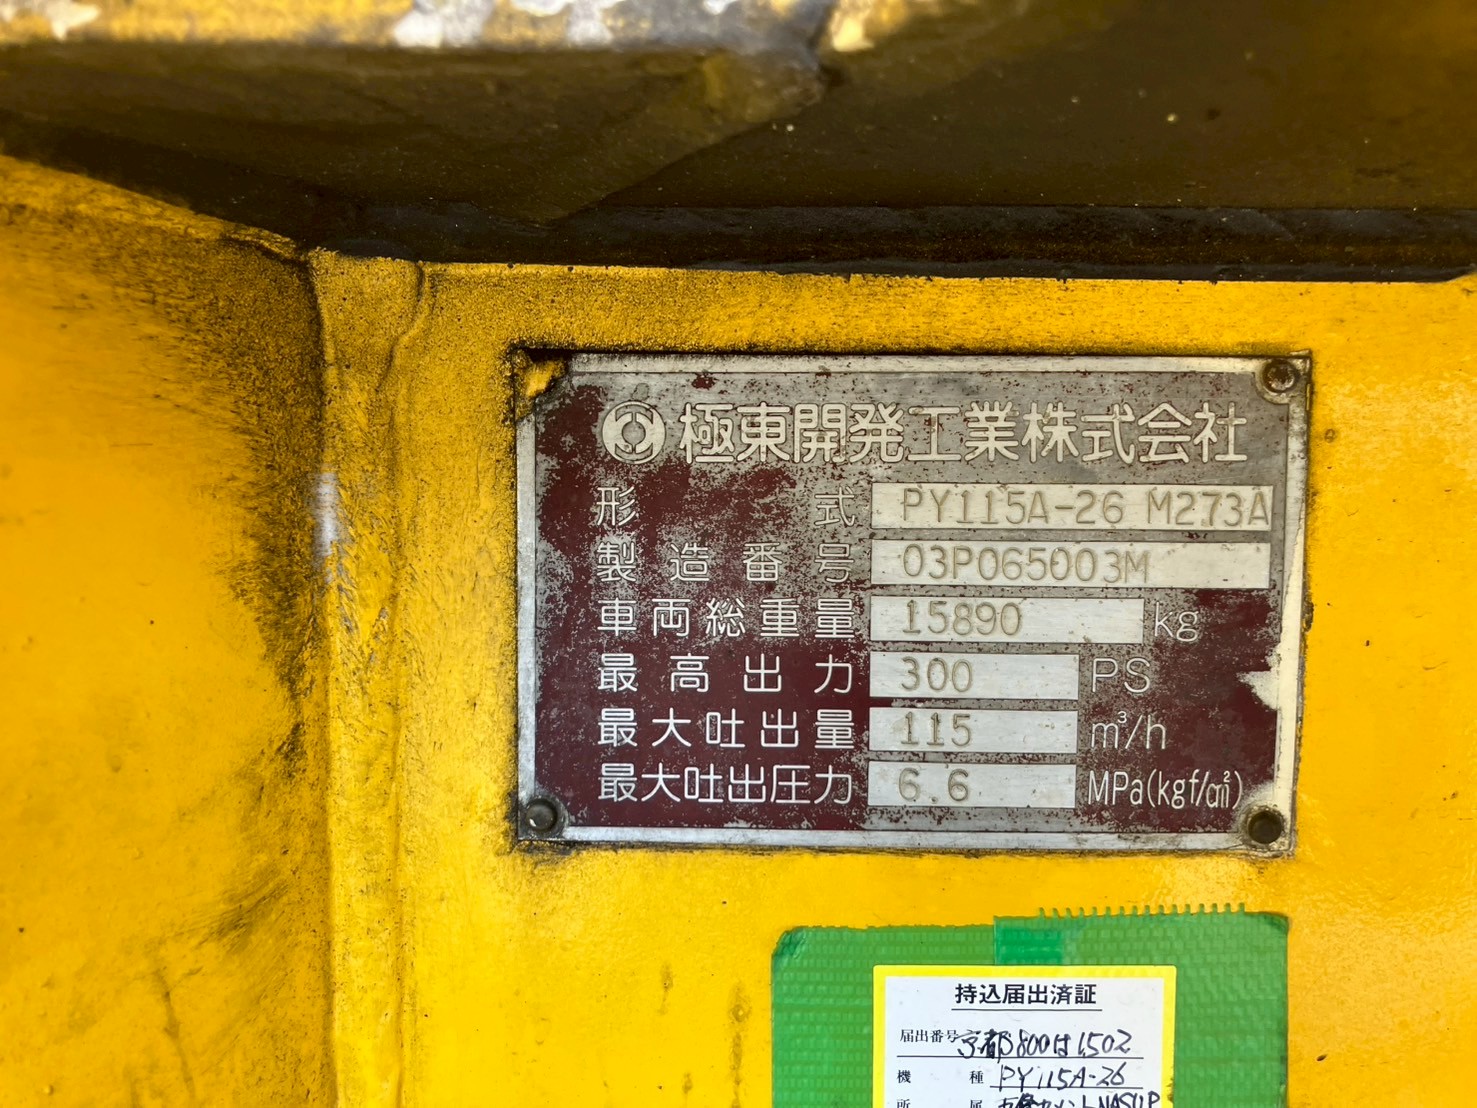 極東開発工業株式会社
形式 PY115A-26 M273A
製造番号 03P065003M
車両総重量 15890 kg
最高出力 300 PS
最大吐出量 115 m³/h
最大吐出圧力 6.6 MPa(kgf/cm²)
持込届出済証
届出番号 京都800は1502
機種 PY115A-26